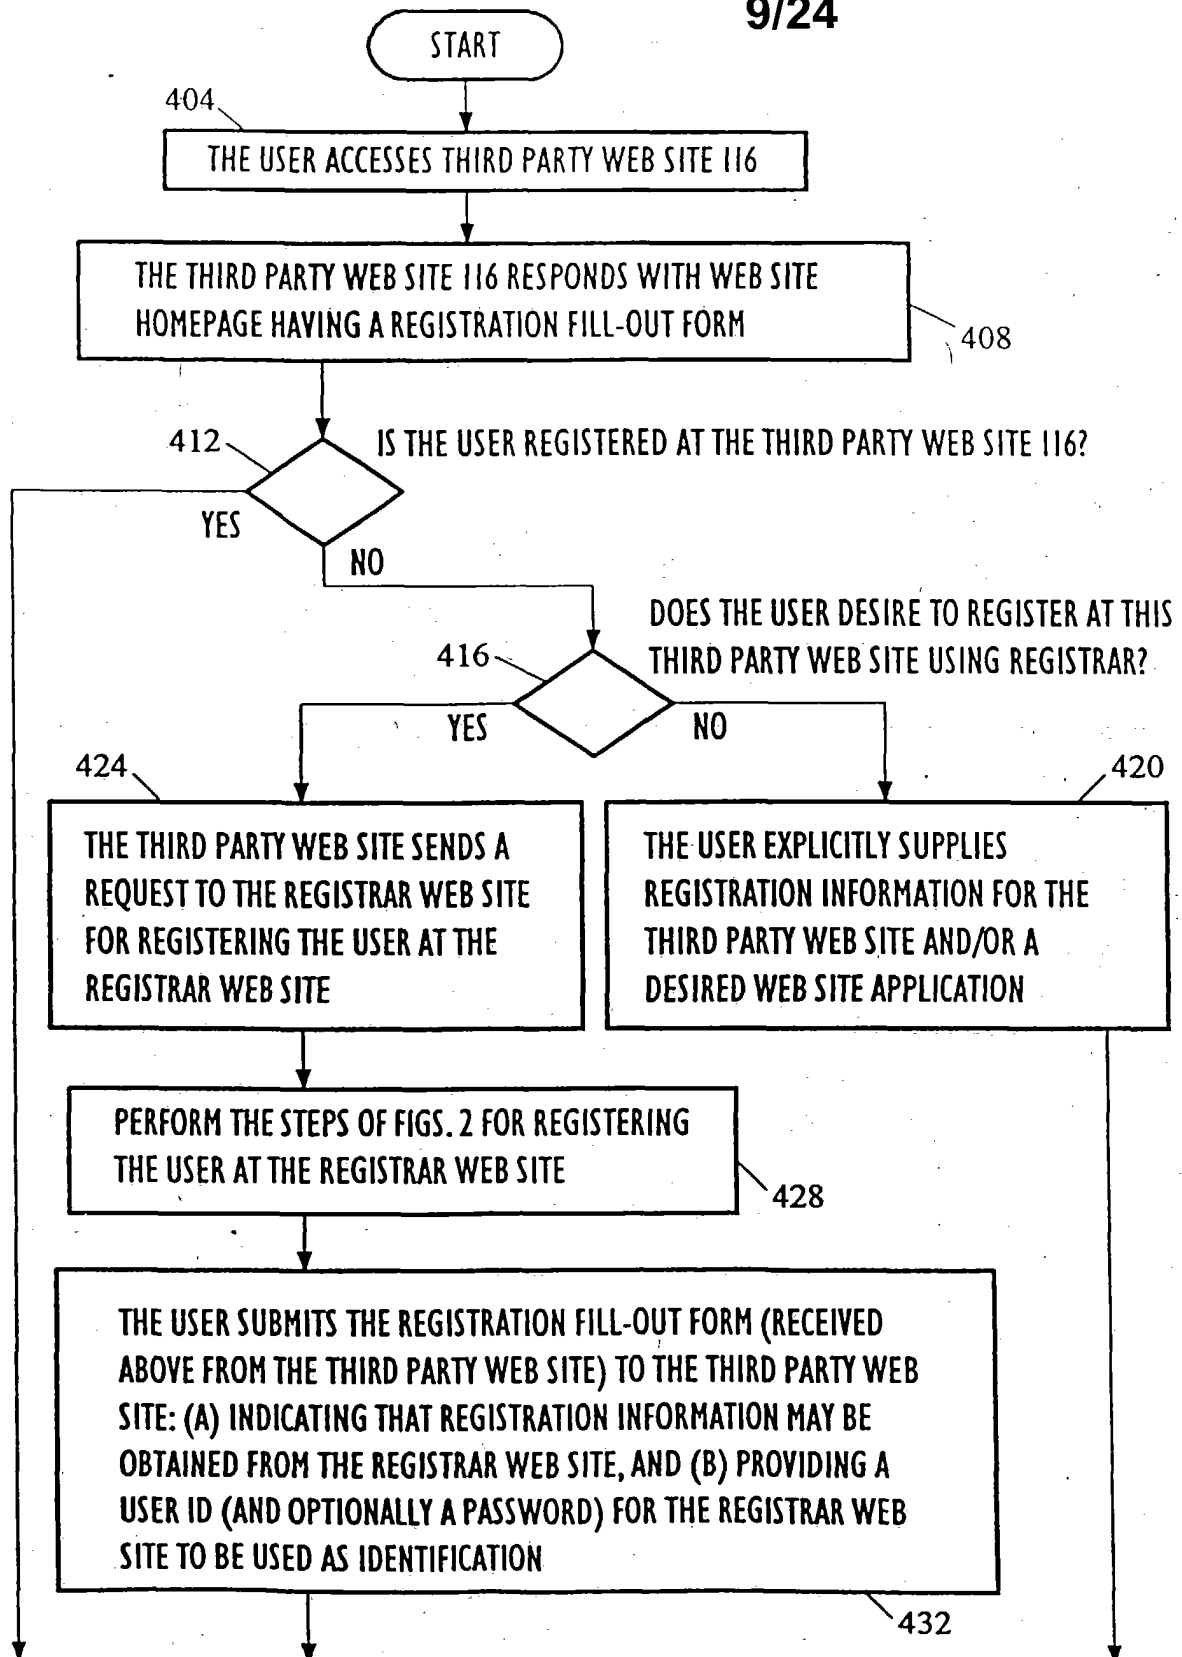 9/24
START
404
THE USER ACCESSES THIRD PARTY WEB SITE 116
THE THIRD PARTY WEB SITE 116 RESPONDS WITH WEB SITE
HOMEPAGE HAVING A REGISTRATION FILL-OUT FORM
408
412
IS THE USER REGISTERED AT THE THIRD PARTY WEB SITE 116?
YES
NO
DOES THE USER DESIRE TO REGISTER AT THIS
THIRD PARTY WEB SITE USING REGISTRAR?
416
YES
NO
424
420
THE THIRD PARTY WEB SITE SENDS A
REQUEST TO THE REGISTRAR WEB SITE
FOR REGISTERING THE USER AT THE
REGISTRAR WEB SITE
THE USER EXPLICITLY SUPPLIES
REGISTRATION INFORMATION FOR THE
THIRD PARTY WEB SITE AND/OR A
DESIRED WEB SITE APPLICATION
PERFORM THE STEPS OF FIGS. 2 FOR REGISTERING
THE USER AT THE REGISTRAR WEB SITE
428
THE USER SUBMITS THE REGISTRATION FILL-OUT FORM (RECEIVED
ABOVE FROM THE THIRD PARTY WEB SITE) TO THE THIRD PARTY WEB
SITE: (A) INDICATING THAT REGISTRATION INFORMATION MAY BE
OBTAINED FROM THE REGISTRAR WEB SITE, AND (B) PROVIDING A
USER ID (AND OPTIONALLY A PASSWORD) FOR THE REGISTRAR WEB
SITE TO BE USED AS IDENTIFICATION
432